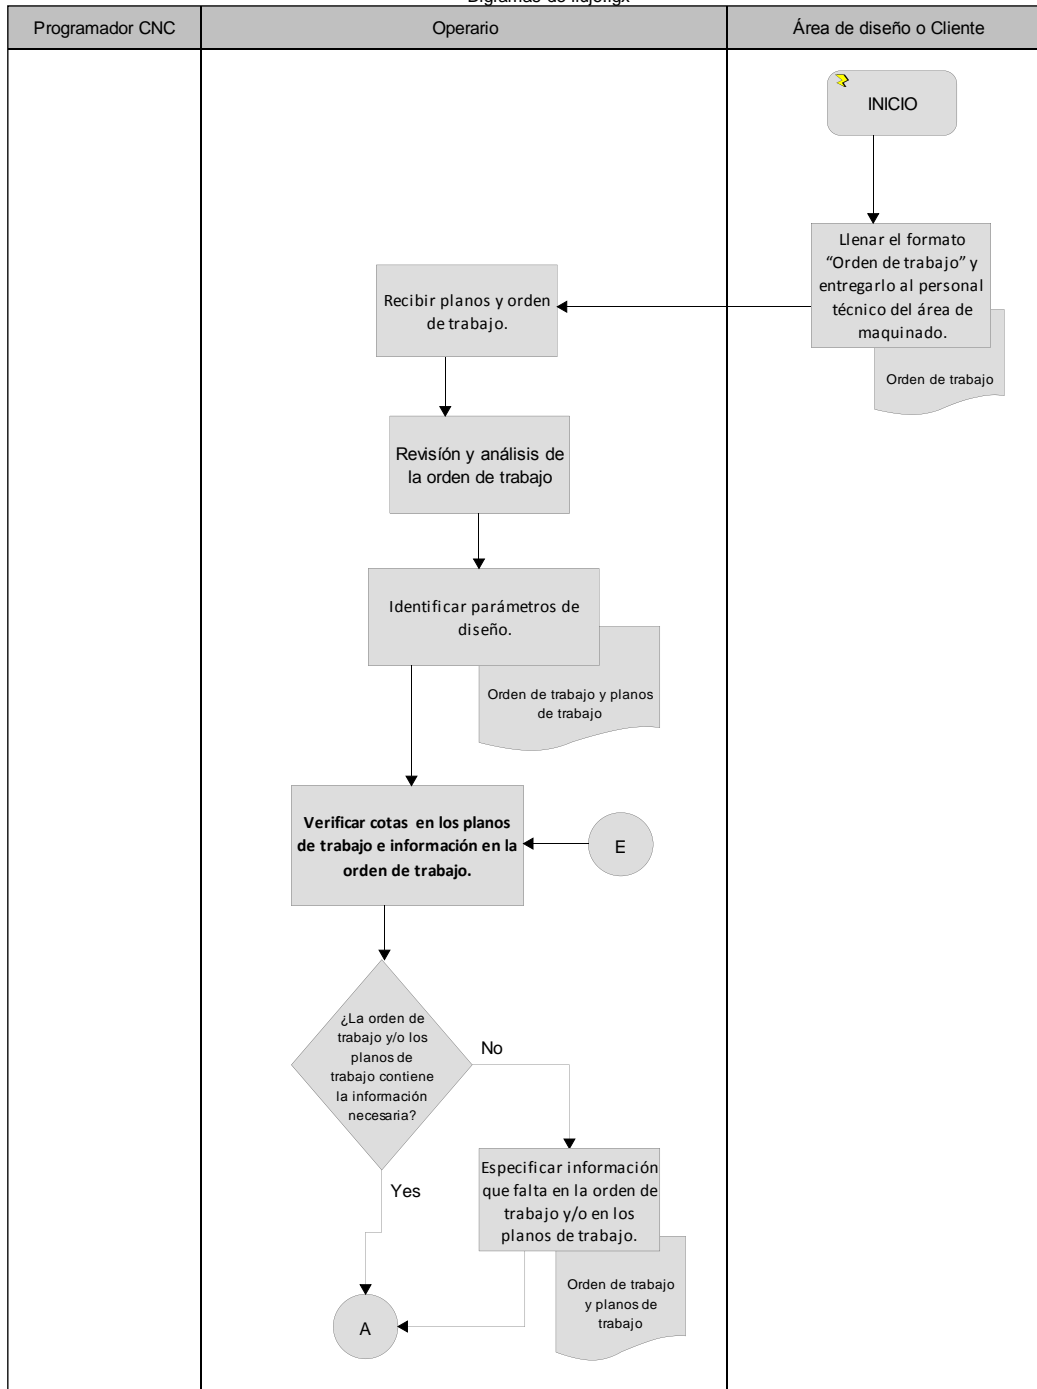 Programador CNC
Operario
Área de diseño o Cliente
INICIO
Llenar el formato
“Orden de trabajo” y
entregarlo al personal
técnico del área de
maquinado.
Orden de trabajo
Recibir planos y orden
de trabajo.
Revisíón y análisis de
la orden de trabajo
Identificar parámetros de
diseño.
Orden de trabajo y planos
de trabajo
Verificar cotas en los planos
de trabajo e información en la
orden de trabajo.
E
¿La orden de
trabajo y/o los
planos de
trabajo contiene
la información
necesaria?
No
Yes
Especificar información
que falta en la orden de
trabajo y/o en los
planos de trabajo.
Orden de trabajo
y planos de
trabajo
A